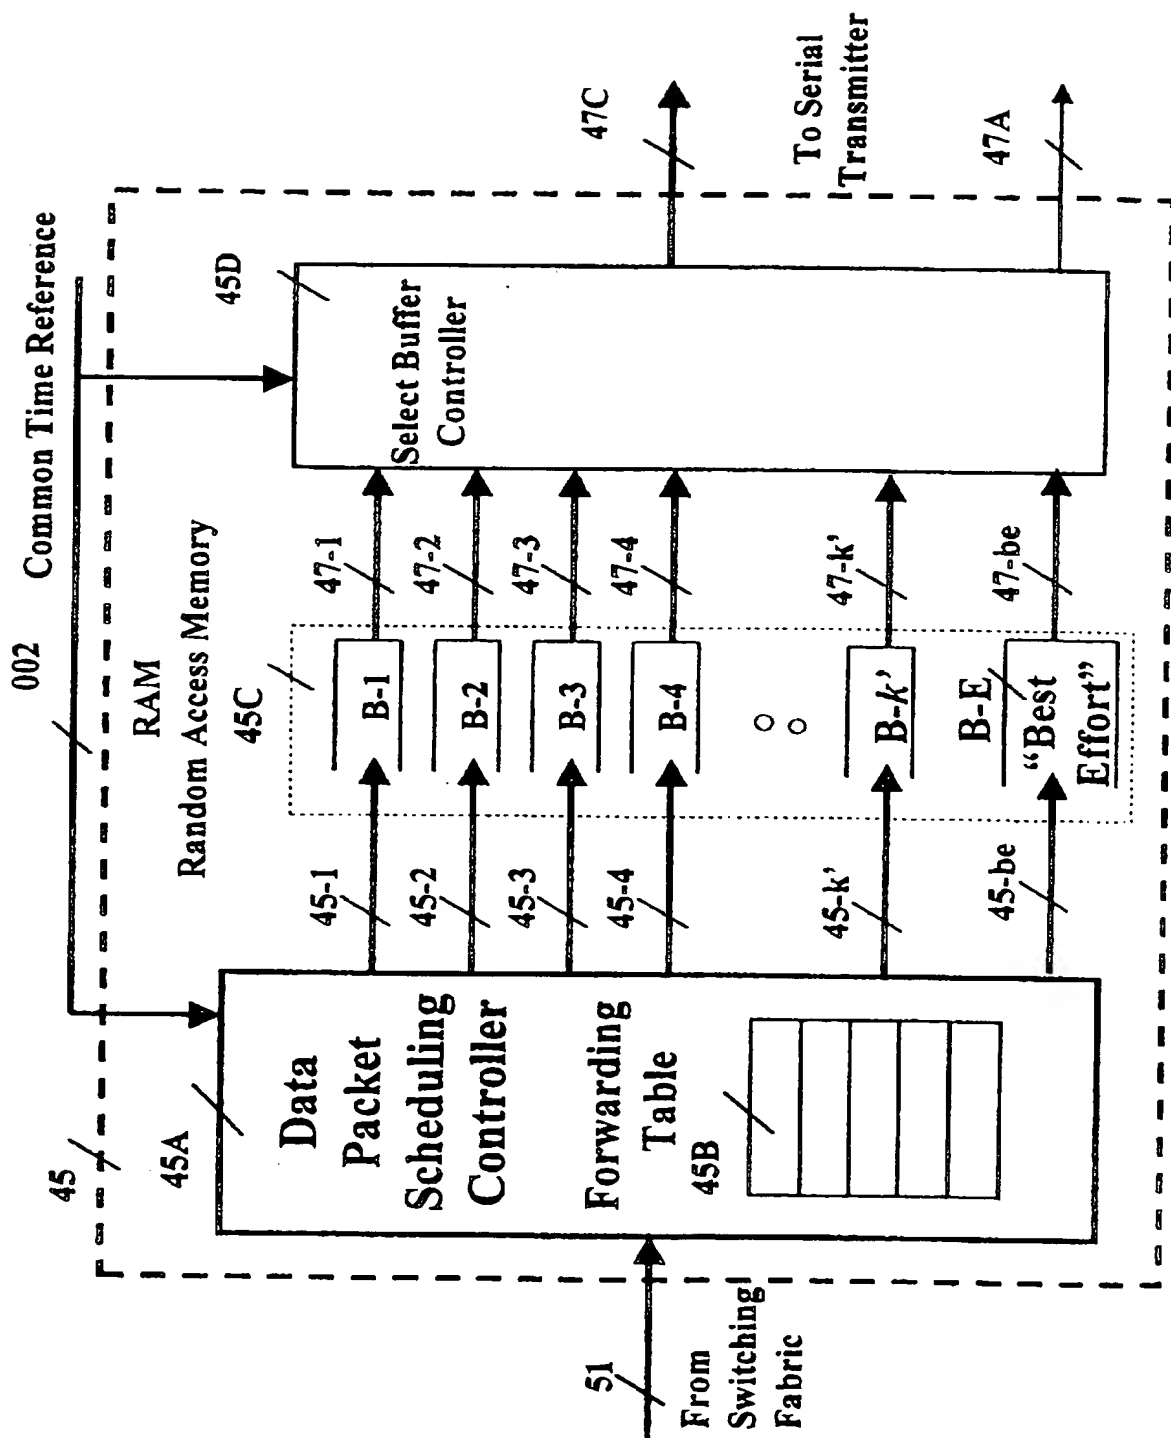 002
Common Time Reference
45
RAM
Random Access Memory
45A
45C
45D
Data
Packet
Scheduling
Controller
Forwarding
Table
45B
45-1
45-2
45-3
45-4
45-k’
45-be
B-1
B-2
B-3
B-4
B-k’
B-E
“Best
Effort”
47-1
47-2
47-3
47-4
47-k’
47-be
Select Buffer
Controller
47C
To Serial
Transmitter
47A
51
From
Switching
Fabric